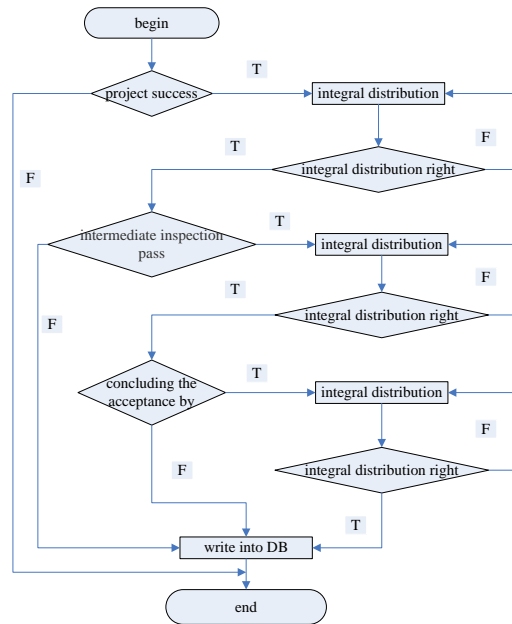 begin
T
project success
integral distribution
T
F
F
integral distribution right
intermediate inspection
pass
T
integral distribution
T
F
F
integral distribution right
concluding the
acceptance by
T
integral distribution
F
F
integral distribution right
T
write into DB
end